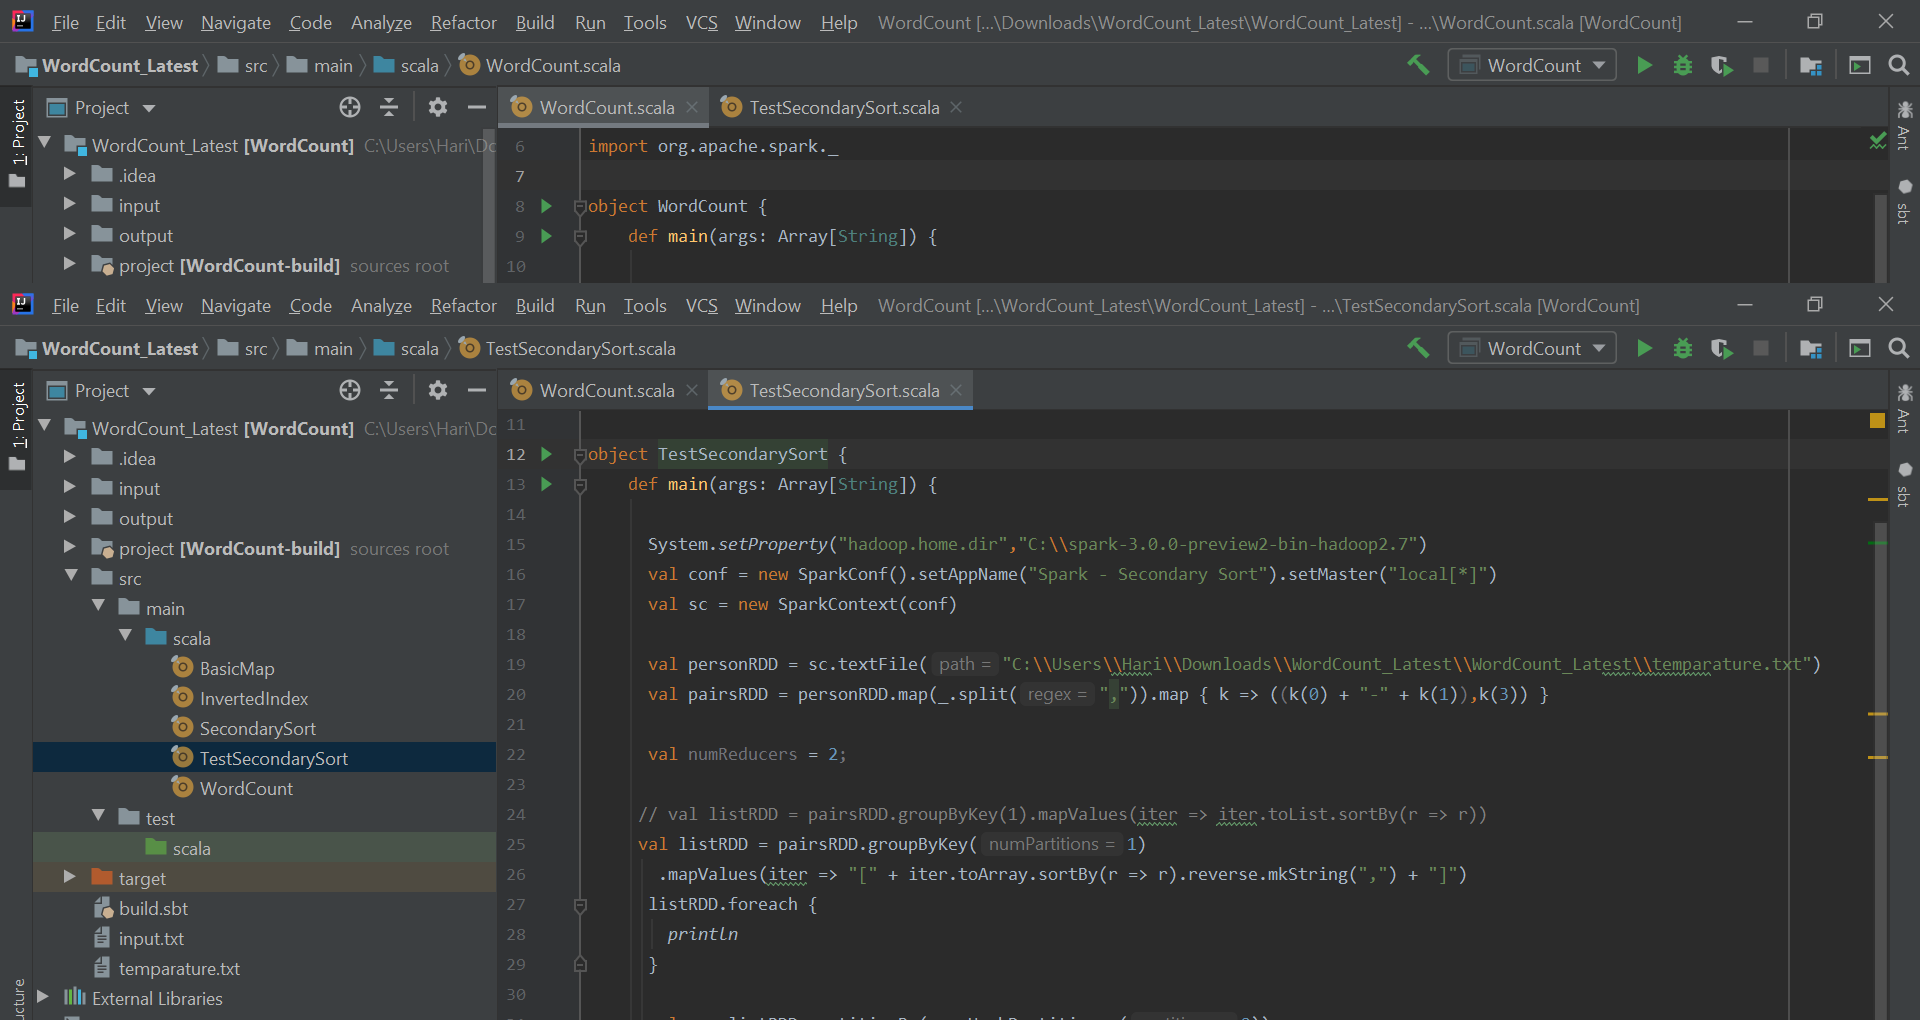 File Edit View Navigate Code Analyze Refactor Build Run Tools VCS Window Help WordCount [...\Downloads\WordCount_Latest\WordCount_Latest] - ...\WordCount.scala [WordCount]
WordCount_Latest src main scala WordCount.scala WordCount
1: Project
Project
WordCount.scala TestSecondarySort.scala
WordCount_Latest [WordCount] C:\Users\Hari\Dc
.idea
input
output
project [WordCount-build] sources root
6 import org.apache.spark._
7
8 object WordCount {
9 def main(args: Array[String]) {
10
Ant
sbt
File Edit View Navigate Code Analyze Refactor Build Run Tools VCS Window Help WordCount [...\WordCount_Latest\WordCount_Latest] - ...\TestSecondarySort.scala [WordCount]
WordCount_Latest src main scala TestSecondarySort.scala WordCount
1: Project
Project
WordCount.scala TestSecondarySort.scala
WordCount_Latest [WordCount] C:\Users\Hari\Dc
.idea
input
output
project [WordCount-build] sources root
src
main
scala
BasicMap
InvertedIndex
SecondarySort
TestSecondarySort
WordCount
test
scala
target
build.sbt
input.txt
temparature.txt
External Libraries
ucture
11
12 object TestSecondarySort {
13 def main(args: Array[String]) {
14
15 System.setProperty("hadoop.home.dir","C:\\spark-3.0.0-preview2-bin-hadoop2.7")
16 val conf = new SparkConf().setAppName("Spark - Secondary Sort").setMaster("local[*]")
17 val sc = new SparkContext(conf)
18
19 val personRDD = sc.textFile( path = "C:\\Users\\Hari\\Downloads\\WordCount_Latest\\WordCount_Latest\\temparature.txt")
20 val pairsRDD = personRDD.map(_.split( regex = ",")).map { k => ((k(0) + "-" + k(1)),k(3)) }
21
22 val numReducers = 2;
23
24 // val listRDD = pairsRDD.groupByKey(1).mapValues(iter => iter.toList.sortBy(r => r))
25 val listRDD = pairsRDD.groupByKey( numPartitions = 1)
26 .mapValues(iter => "[" + iter.toArray.sortBy(r => r).reverse.mkString(",") + "]")
27 listRDD.foreach {
28 println
29 }
30
Ant
sbt